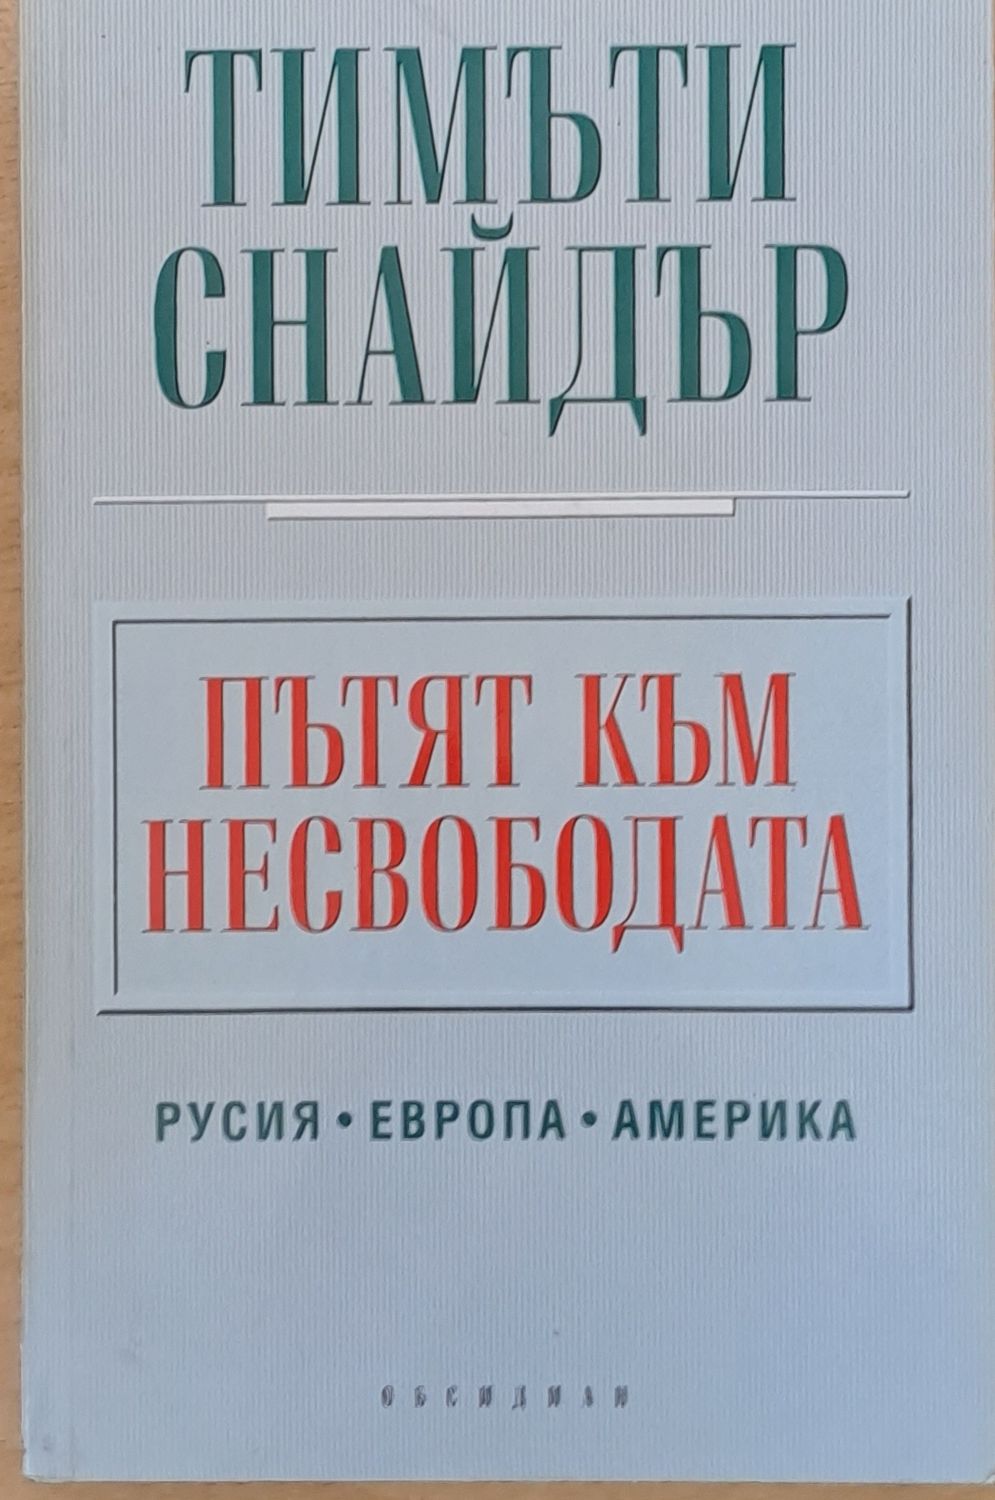 ТИМЪТИ
СНАЙДЪР
ПЪТЯТ КЪМ
НЕСВОБОДАТА
РУСИЯ • ЕВРОПА • АМЕРИКА
ОБСИДИАН